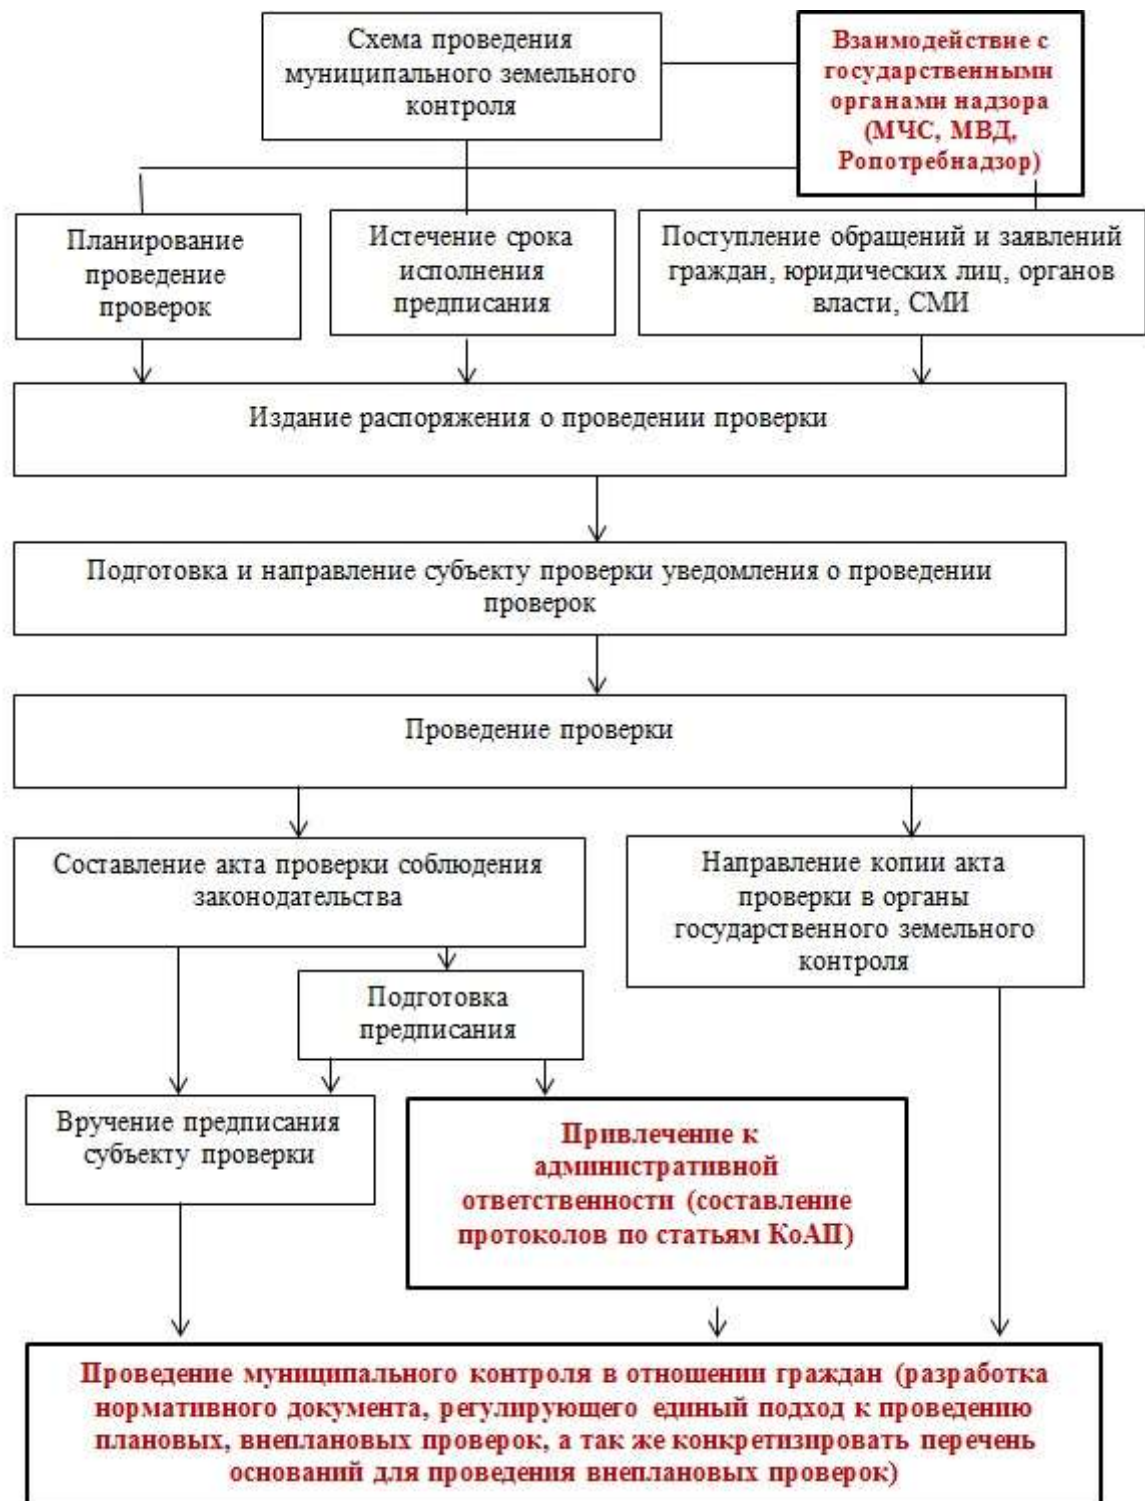 Схема проведения
муниципального земельного
контроля
Взаимодействие с
государственными
органами надзора
(МЧС, МВД,
Ропотребнадзор)
Планирование
проведение
проверок
Истечение срока
исполнения
предписания
Поступление обращений и заявлений
граждан, юридических лиц, органов
власти, СМИ
Издание распоряжения о проведении проверки
Подготовка и направление субъекту проверки уведомления о проведении
проверок
Проведение проверки
Составление акта проверки соблюдения
законодательства
Направление копии акта
проверки в органы
государственного земельного
контроля
Подготовка
предписания
Вручение предписания
субъекту проверки
Привлечение к
административной
ответственности (составление
протоколов по статьям КоАП)
Проведение муниципального контроля в отношении граждан (разработка
нормативного документа, регулирующего единый подход к проведению
плановых, внеплановых проверок, а так же конкретизировать перечень
оснований для проведения внеплановых проверок)